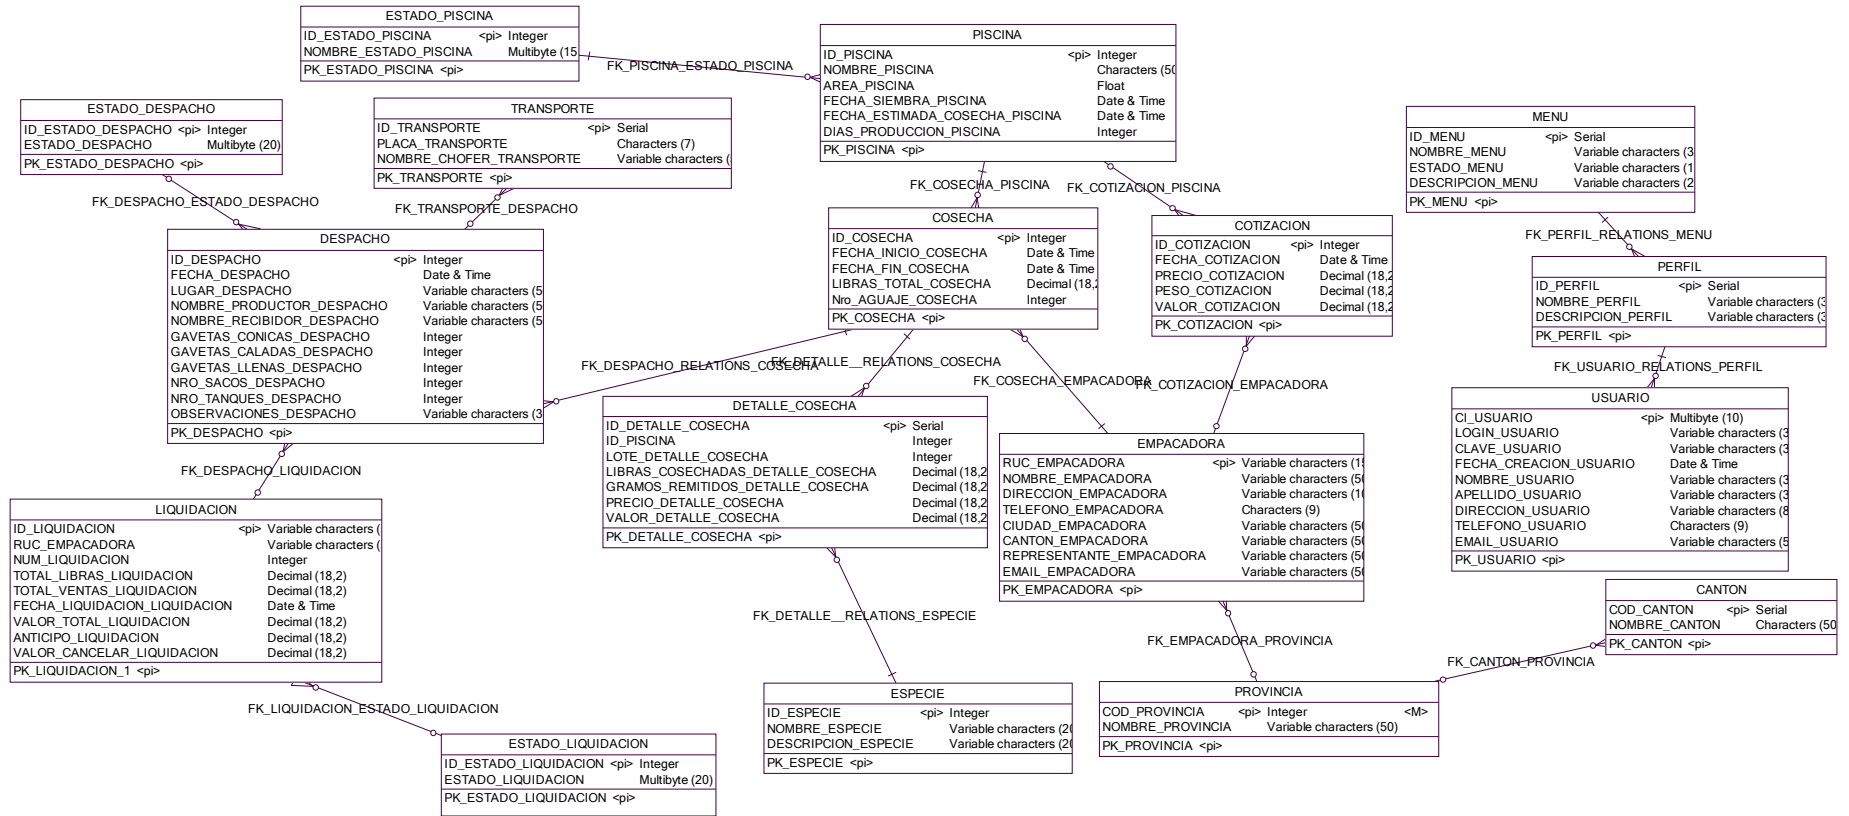 ESTADO_PISCINA
ID_ESTADO_PISCINA <pi> Integer
NOMBRE_ESTADO_PISCINA Multibyte (15
PK_ESTADO_PISCINA <pi>
FK_PISCINA_ESTADO_PISCINA
PISCINA
ID_PISCINA <pi> Integer
NOMBRE_PISCINA Characters (50
AREA_PISCINA Float
FECHA_SIEMBRA_PISCINA Date & Time
FECHA_ESTIMADA_COSECHA_PISCINA Date & Time
DIAS_PRODUCCION_PISCINA Integer
PK_PISCINA <pi>
ESTADO_DESPACHO
ID_ESTADO_DESPACHO <pi> Integer
ESTADO_DESPACHO Multibyte (20)
PK_ESTADO_DESPACHO <pi>
TRANSPORTE
ID_TRANSPORTE <pi> Serial
PLACA_TRANSPORTE Characters (7)
NOMBRE_CHOFER_TRANSPORTE Variable characters (
PK_TRANSPORTE <pi>
MENU
ID_MENU <pi> Serial
NOMBRE_MENU Variable characters (3
ESTADO_MENU Variable characters (1
DESCRIPCION_MENU Variable characters (2
PK_MENU <pi>
FK_DESPACHO_ESTADO_DESPACHO
FK_TRANSPORTE_DESPACHO
FK_COSECHA_PISCINA
FK_COTIZACION_PISCINA
FK_PERFIL_RELATIONS_MENU
DESPACHO
ID_DESPACHO <pi> Integer
FECHA_DESPACHO Date & Time
LUGAR_DESPACHO Variable characters (5
NOMBRE_PRODUCTOR_DESPACHO Variable characters (5
NOMBRE_RECIBIDOR_DESPACHO Variable characters (5
GAVETAS_CONICAS_DESPACHO Integer
GAVETAS_CALADAS_DESPACHO Integer
GAVETAS_LLENAS_DESPACHO Integer
NRO_SACOS_DESPACHO Integer
NRO_TANQUES_DESPACHO Integer
OBSERVACIONES_DESPACHO Variable characters (3
PK_DESPACHO <pi>
COSECHA
ID_COSECHA <pi> Integer
FECHA_INICIO_COSECHA Date & Time
FECHA_FIN_COSECHA Date & Time
LIBRAS_TOTAL_COSECHA Decimal (18,2
Nro_AGUAJE_COSECHA Integer
PK_COSECHA <pi>
COTIZACION
ID_COTIZACION <pi> Integer
FECHA_COTIZACION Date & Time
PRECIO_COTIZACION Decimal (18,2
PESO_COTIZACION Decimal (18,2
VALOR_COTIZACION Decimal (18,2
PK_COTIZACION <pi>
PERFIL
ID_PERFIL <pi> Serial
NOMBRE_PERFIL Variable characters (3
DESCRIPCION_PERFIL Variable characters (3
PK_PERFIL <pi>
FK_DESPACHO_RELATIONS_COSECHA
FK_DETALLE__RELATIONS_COSECHA
FK_COSECHA_EMPACADORA
FK_COTIZACION_EMPACADORA
FK_USUARIO_RELATIONS_PERFIL
DETALLE_COSECHA
ID_DETALLE_COSECHA <pi> Serial
ID_PISCINA Integer
LOTE_DETALLE_COSECHA Integer
LIBRAS_COSECHADAS_DETALLE_COSECHA Decimal (18,2
GRAMOS_REMITIDOS_DETALLE_COSECHA Decimal (18,2
PRECIO_DETALLE_COSECHA Decimal (18,2
VALOR_DETALLE_COSECHA Decimal (18,2
PK_DETALLE_COSECHA <pi>
EMPACADORA
RUC_EMPACADORA <pi> Variable characters (15
NOMBRE_EMPACADORA Variable characters (50
DIRECCION_EMPACADORA Variable characters (10
TELEFONO_EMPACADORA Characters (9)
CIUDAD_EMPACADORA Variable characters (50
CANTON_EMPACADORA Variable characters (50
REPRESENTANTE_EMPACADORA Variable characters (50
EMAIL_EMPACADORA Variable characters (50
PK_EMPACADORA <pi>
USUARIO
CI_USUARIO <pi> Multibyte (10)
LOGIN_USUARIO Variable characters (3
CLAVE_USUARIO Variable characters (3
FECHA_CREACION_USUARIO Date & Time
NOMBRE_USUARIO Variable characters (3
APELLIDO_USUARIO Variable characters (3
DIRECCION_USUARIO Variable characters (8
TELEFONO_USUARIO Characters (9)
EMAIL_USUARIO Variable characters (5
PK_USUARIO <pi>
FK_DESPACHO_LIQUIDACION
LIQUIDACION
ID_LIQUIDACION <pi> Variable characters (
RUC_EMPACADORA Variable characters (
NUM_LIQUIDACION Integer
TOTAL_LIBRAS_LIQUIDACION Decimal (18,2)
TOTAL_VENTAS_LIQUIDACION Decimal (18,2)
FECHA_LIQUIDACION_LIQUIDACION Date & Time
VALOR_TOTAL_LIQUIDACION Decimal (18,2)
ANTICIPO_LIQUIDACION Decimal (18,2)
VALOR_CANCELAR_LIQUIDACION Decimal (18,2)
PK_LIQUIDACION_1 <pi>
CANTON
COD_CANTON <pi> Serial
NOMBRE_CANTON Characters (50
PK_CANTON <pi>
FK_DETALLE__RELATIONS_ESPECIE
FK_EMPACADORA_PROVINCIA
FK_CANTON_PROVINCIA
FK_LIQUIDACION_ESTADO_LIQUIDACION
ESPECIE
ID_ESPECIE <pi> Integer
NOMBRE_ESPECIE Variable characters (20
DESCRIPCION_ESPECIE Variable characters (20
PK_ESPECIE <pi>
PROVINCIA
COD_PROVINCIA <pi> Integer <M>
NOMBRE_PROVINCIA Variable characters (50)
PK_PROVINCIA <pi>
ESTADO_LIQUIDACION
ID_ESTADO_LIQUIDACION <pi> Integer
ESTADO_LIQUIDACION Multibyte (20)
PK_ESTADO_LIQUIDACION <pi>